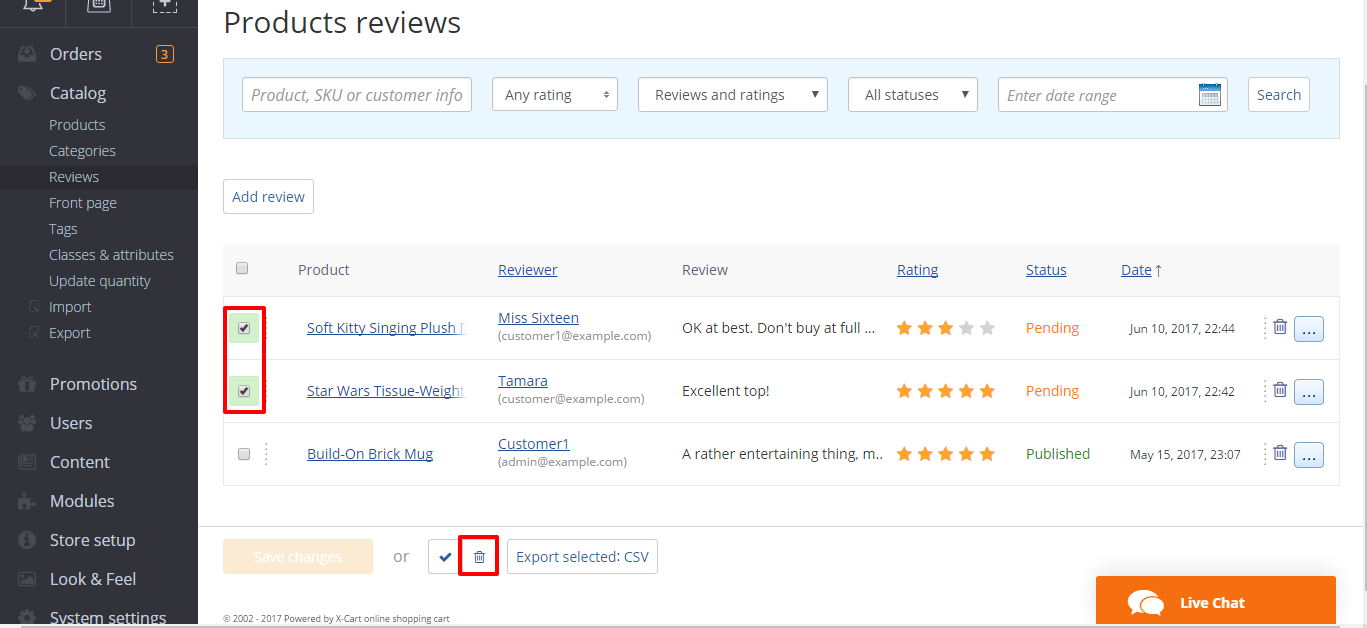 Products reviews
Orders 3
Catalog
Products
Categories
Reviews
Front page
Tags
Classes & attributes
Update quantity
Import
Export
Promotions
Users
Content
Modules
Store setup
Look & Feel
System settings
Product, SKU or customer info Any rating Reviews and ratings All statuses Enter date range Search
Add review
Product Reviewer Review Rating Status Date ↑
Soft Kitty Singing Plush Miss Sixteen OK at best. Don't buy at full ... Pending Jun 10, 2017, 22:44 ...
(customer1@example.com)
Star Wars Tissue-Weight Tamara Excellent top! Pending Jun 10, 2017, 22:42 ...
(customer@example.com)
Build-On Brick Mug Customer1 A rather entertaining thing, m.. Published May 15, 2017, 23:07 ...
(admin@example.com)
Save changes or Export selected: CSV
Live Chat
© 2002 - 2017 Powered by X-Cart online shopping cart